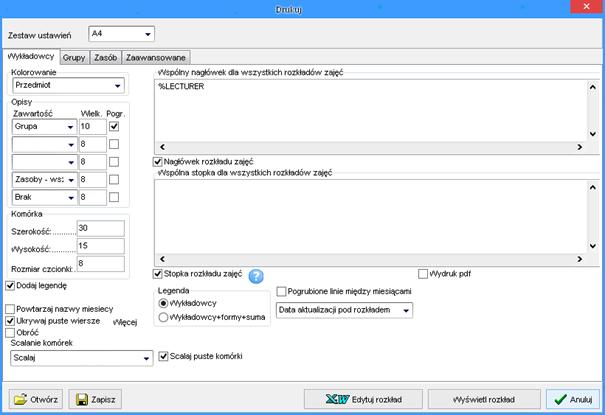 Drukuj
Zestaw ustawień A4
Wykładowcy Grupy Zasób Zaawansowane
Kolorowanie
Przedmiot
Opisy
Zawartość Wielk. Pogr.
Grupa 10
8
8
Zasoby - ws: 8
Brak 8
Komórka
Szerokość:.......... 30
Wysokość:.......... 15
Rozmiar czcionki: 8
Dodaj legendę
Powtarzaj nazwy miesiecy
Ukrywaj puste wiersze Więcej
Obróć
Scalanie komórek
Scalaj
Scalaj puste komórki
Wspólny nagłówek dla wszystkich rozkładów zajęć
%LECTURER
Nagłówek rozkładu zajęć
Wspólna stopka dla wszystkich rozkładów zajęć
Stopka rozkładu zajęć ? Wydruk pdf
Legenda
Wykładowcy
Wykładowcy+formy+suma
Pogrubione linie między miesiącami
Data aktualizacji pod rozkładem
Otwórz Zapisz XW Edytuj rozkład Wyświetl rozkład Anuluj